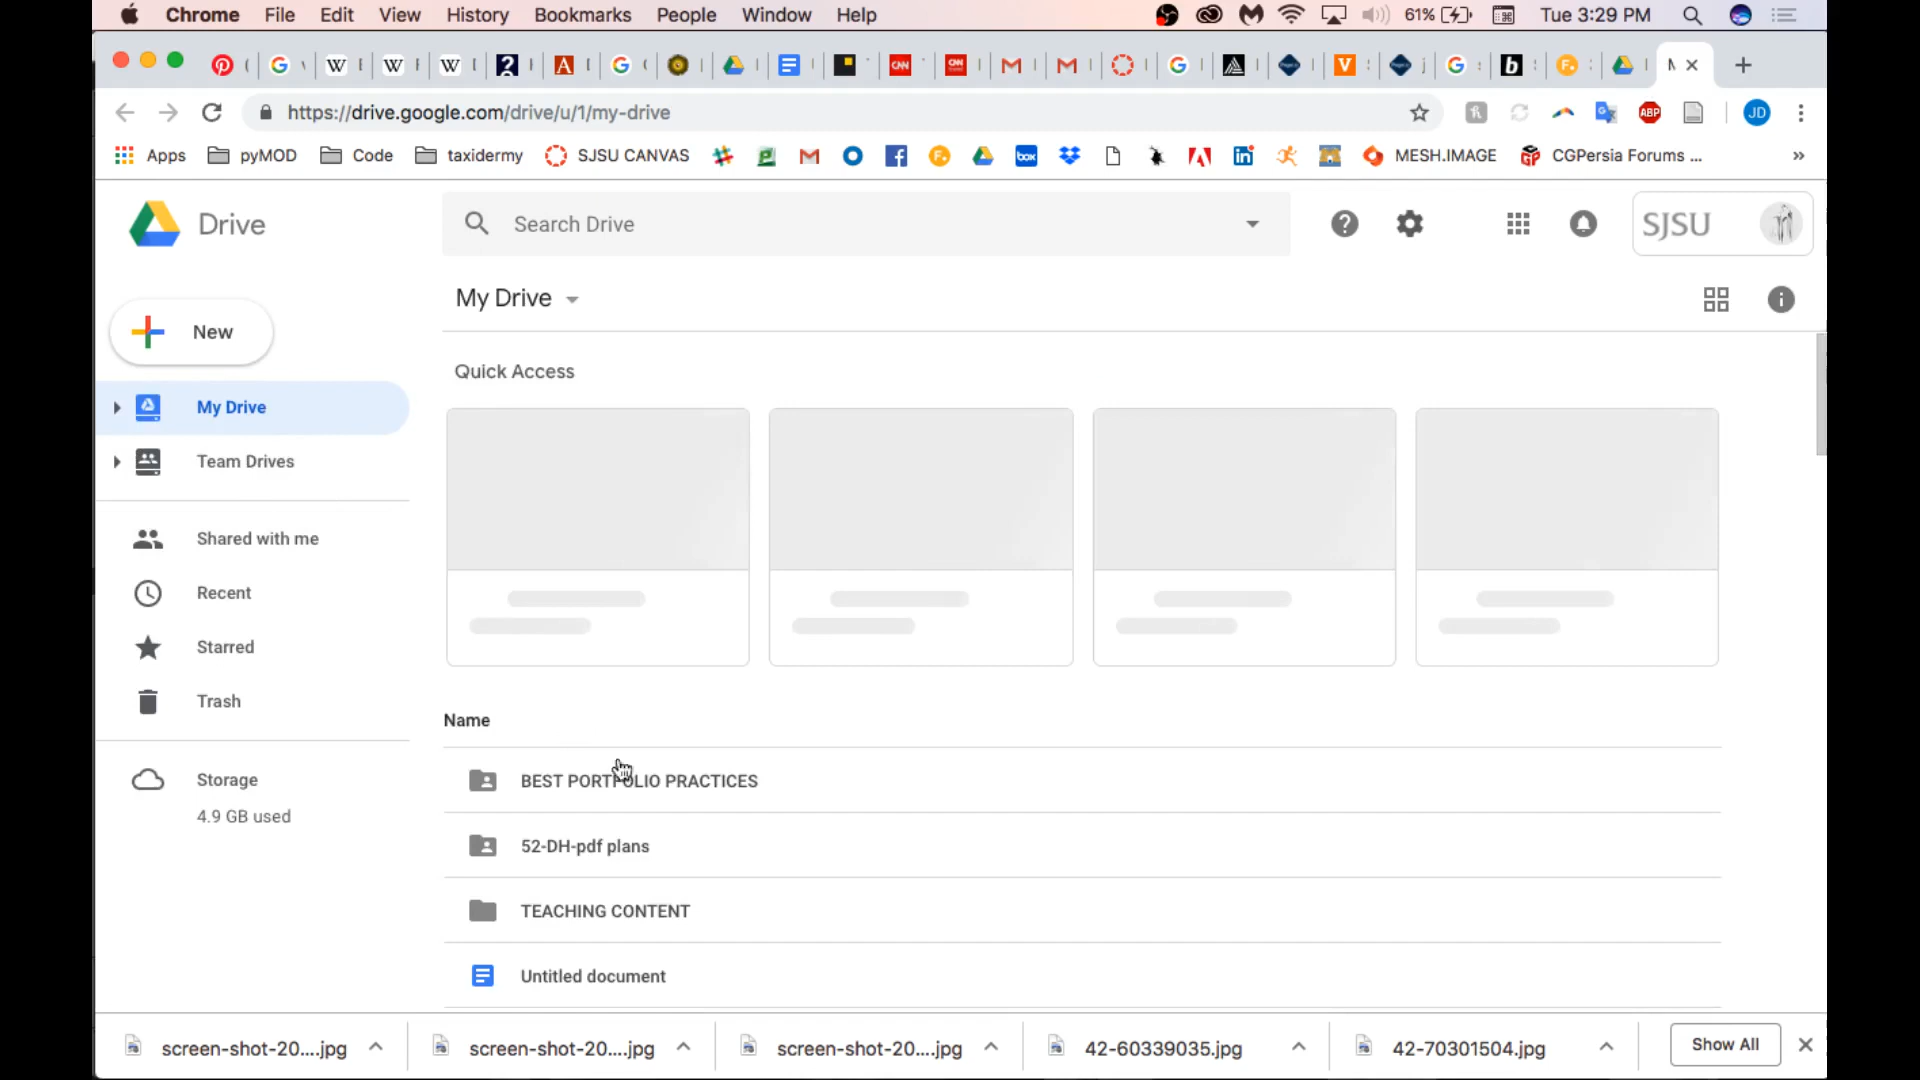 Chrome File Edit View History Bookmarks People Window Help 61% Tue 3:29 PM
https://drive.google.com/drive/u/1/my-drive JD
Apps pyMOD Code taxidermy SJSU CANVAS MESH.IMAGE CGPersia Forums ... »
Drive Search Drive SJSU
My Drive
New
Quick Access
My Drive
Team Drives
Shared with me
Recent
Starred
Trash
Name
Storage
4.9 GB used
BEST PORTFOLIO PRACTICES
52-DH-pdf plans
TEACHING CONTENT
Untitled document
screen-shot-20....jpg screen-shot-20....jpg screen-shot-20....jpg 42-60339035.jpg 42-70301504.jpg Show All